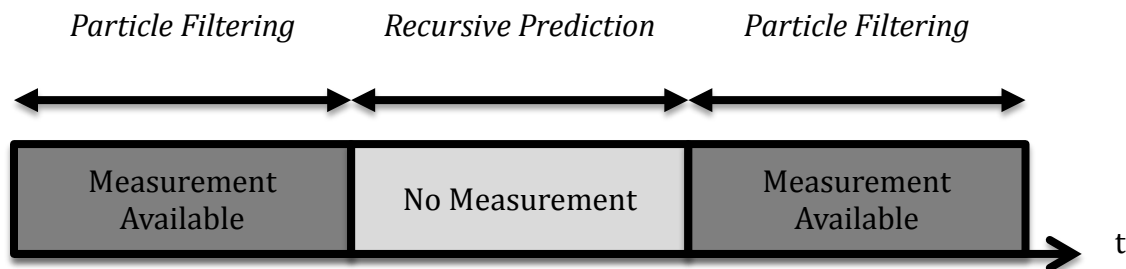 Particle Filtering
Recursive Prediction
Particle Filtering
Measurement
Available
No Measurement
Measurement
Available
t